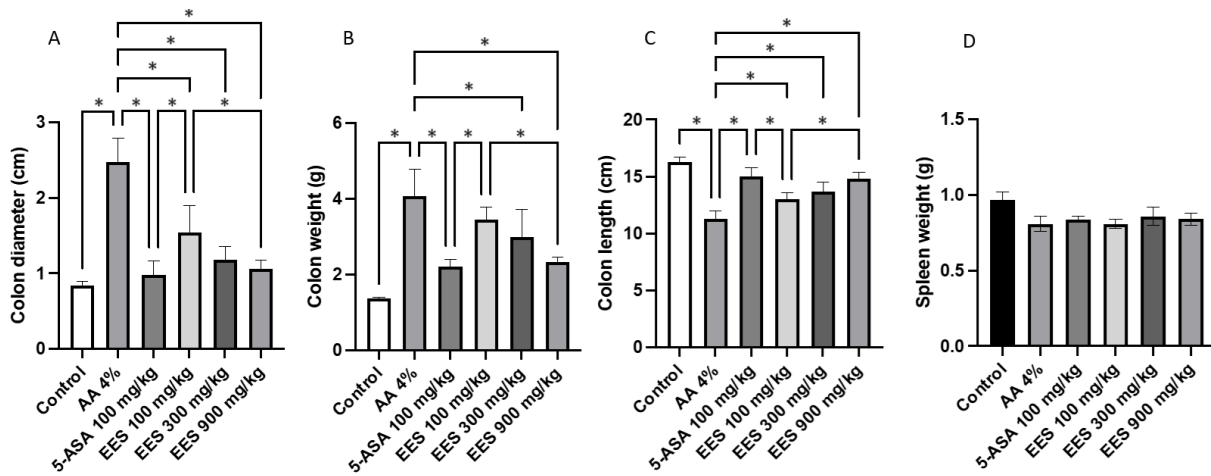 A
*
*
*
* * * *
Colon diameter (cm)
3
2
1
0
Control
AA 4%
5-ASA 100 mg/kg
EES 100 mg/kg
EES 300 mg/kg
EES 900 mg/kg
B
*
*
* * * *
Colon weight (g)
6
4
2
0
Control
AA 4%
5-ASA 100 mg/kg
EES 100 mg/kg
EES 300 mg/kg
EES 900 mg/kg
C
*
*
*
* * * *
Colon length (cm)
20
15
10
5
0
Control
AA 4%
5-ASA 100 mg/kg
EES 100 mg/kg
EES 300 mg/kg
EES 900 mg/kg
D
Spleen weight (g)
1.5
1.0
0.5
0.0
Control
AA 4%
5-ASA 100 mg/kg
EES 100 mg/kg
EES 300 mg/kg
EES 900 mg/kg